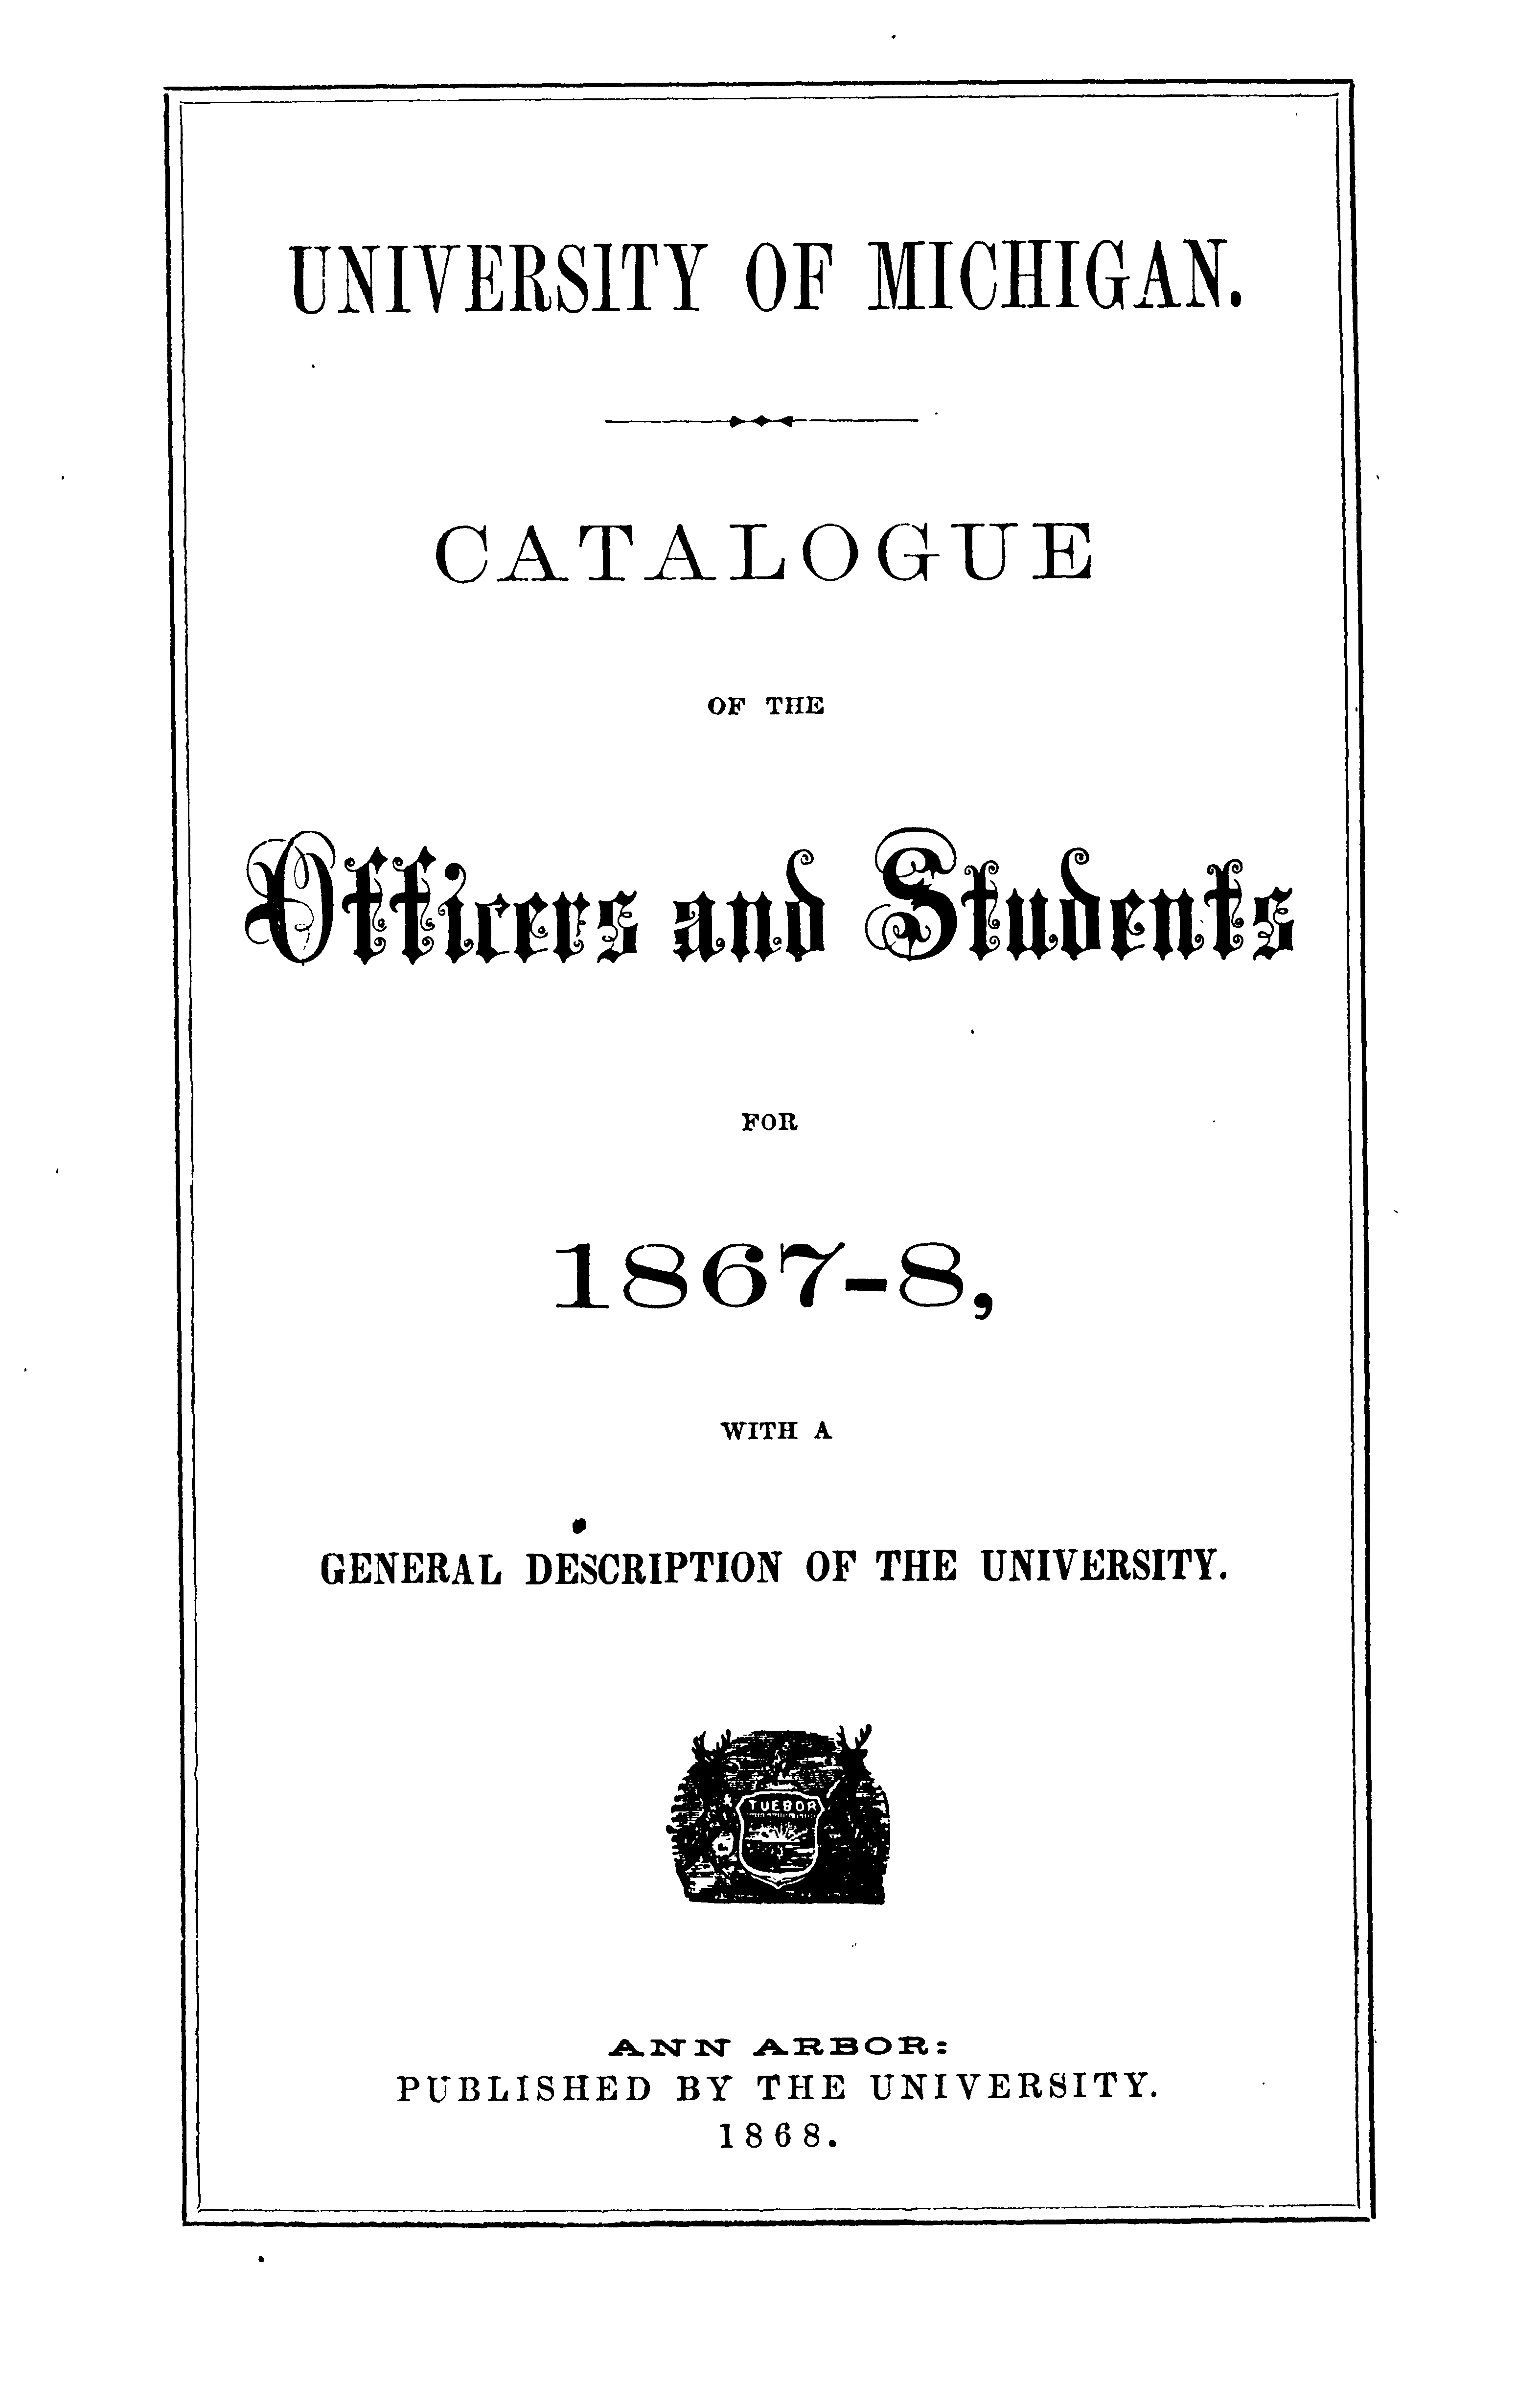 UNIVERSITY OF MICHIGAN.
CATALOGUE
OF THE
Officers and Students
FOR
1867-8,
WITH A
GENERAL DESCRIPTION OF THE UNIVERSITY.
TUEBOR
ANN ARBOR:
PUBLISHED BY THE UNIVERSITY.
1868.